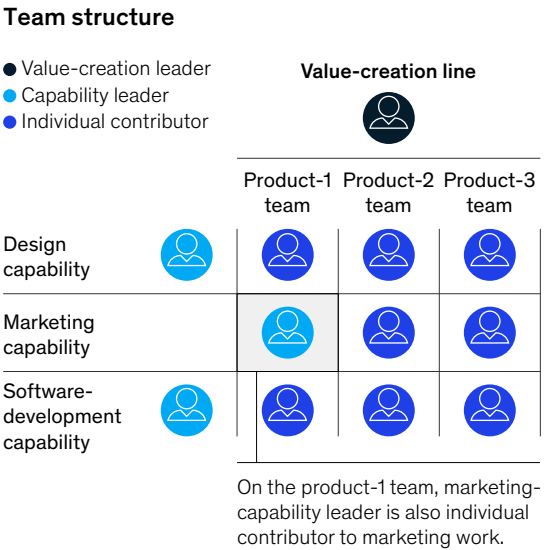 Team structure
Value-creation leader
Capability leader
Individual contributor
Value-creation line
Product-1 team
Product-2 team
Product-3 team
Design
capability
Marketing
capability
Software-
development
capability
On the product-1 team, marketing-
capability leader is also individual
contributor to marketing work.